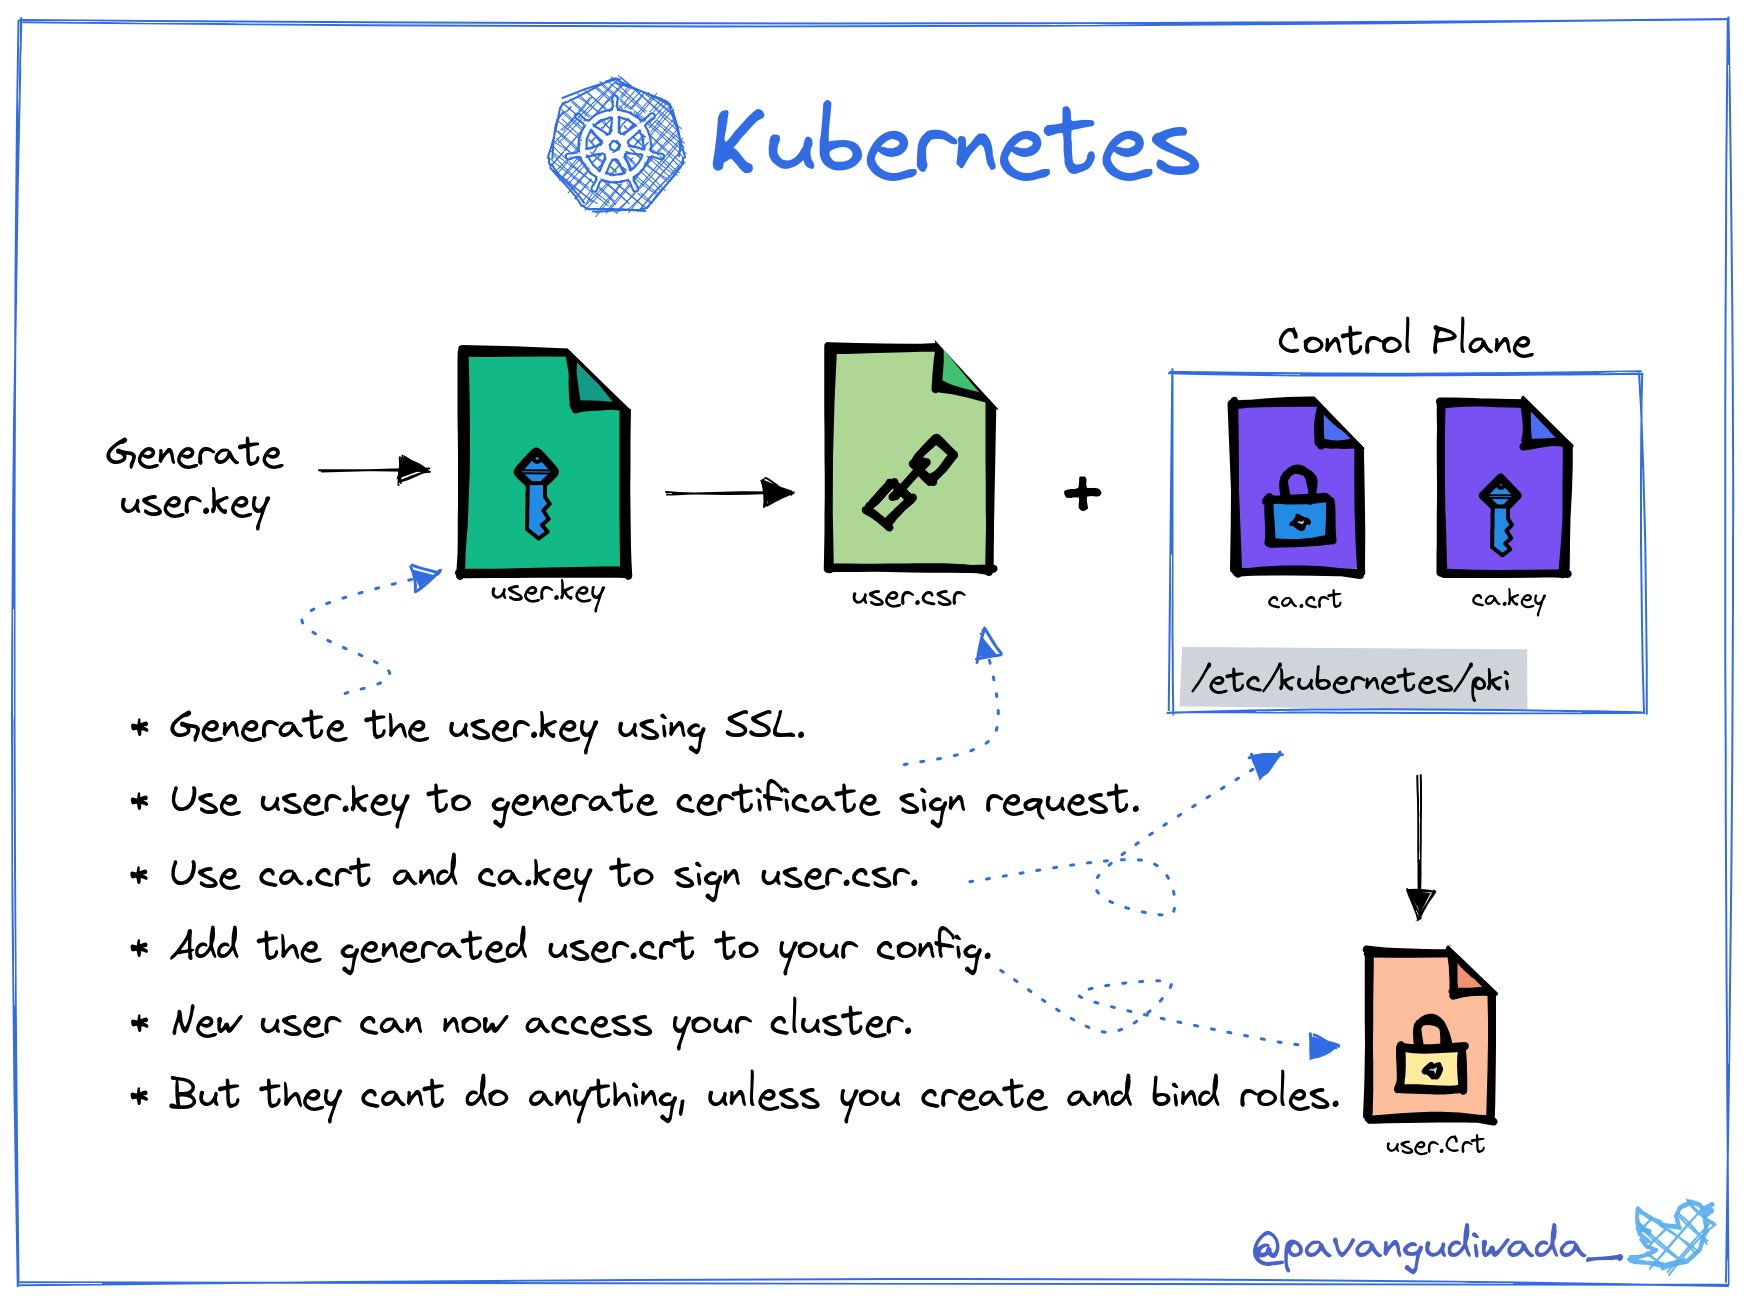 Kubernetes
Control Plane
Generate
user.key
user.key
user.csr
+
ca.crt
ca.key
/etc/kubernetes/pki
* Generate the user.key using SSL.
* Use user.key to generate certificate sign request.
* Use ca.crt and ca.key to sign user.csr.
* Add the generated user.crt to your config.
* New user can now access your cluster.
* But they cant do anything, unless you create and bind roles.
user.Crt
@pavangudiwada_